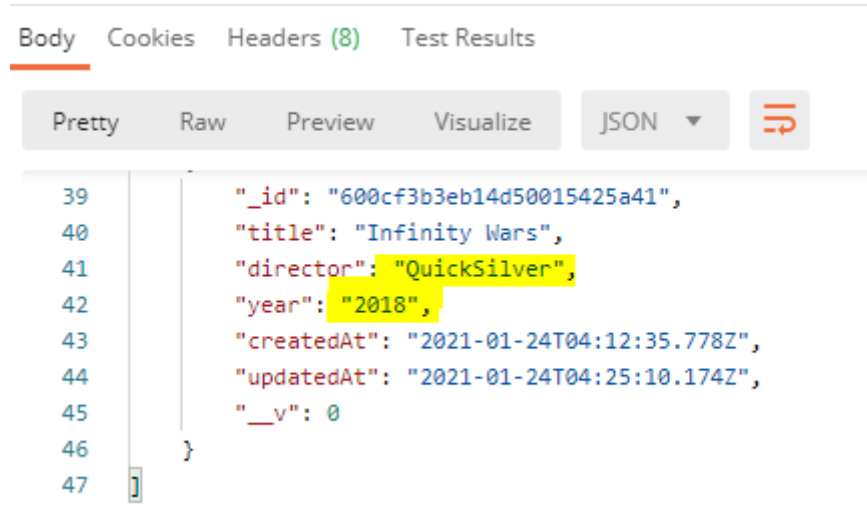 Body Cookies Headers (8) Test Results
Pretty Raw Preview Visualize JSON
39 "_id": "600cf3b3eb14d50015425a41",
40 "title": "Infinity Wars",
41 "director": "QuickSilver",
42 "year": "2018",
43 "createdAt": "2021-01-24T04:12:35.778Z",
44 "updatedAt": "2021-01-24T04:25:10.174Z",
45 "__v": 0
46 }
47 ]